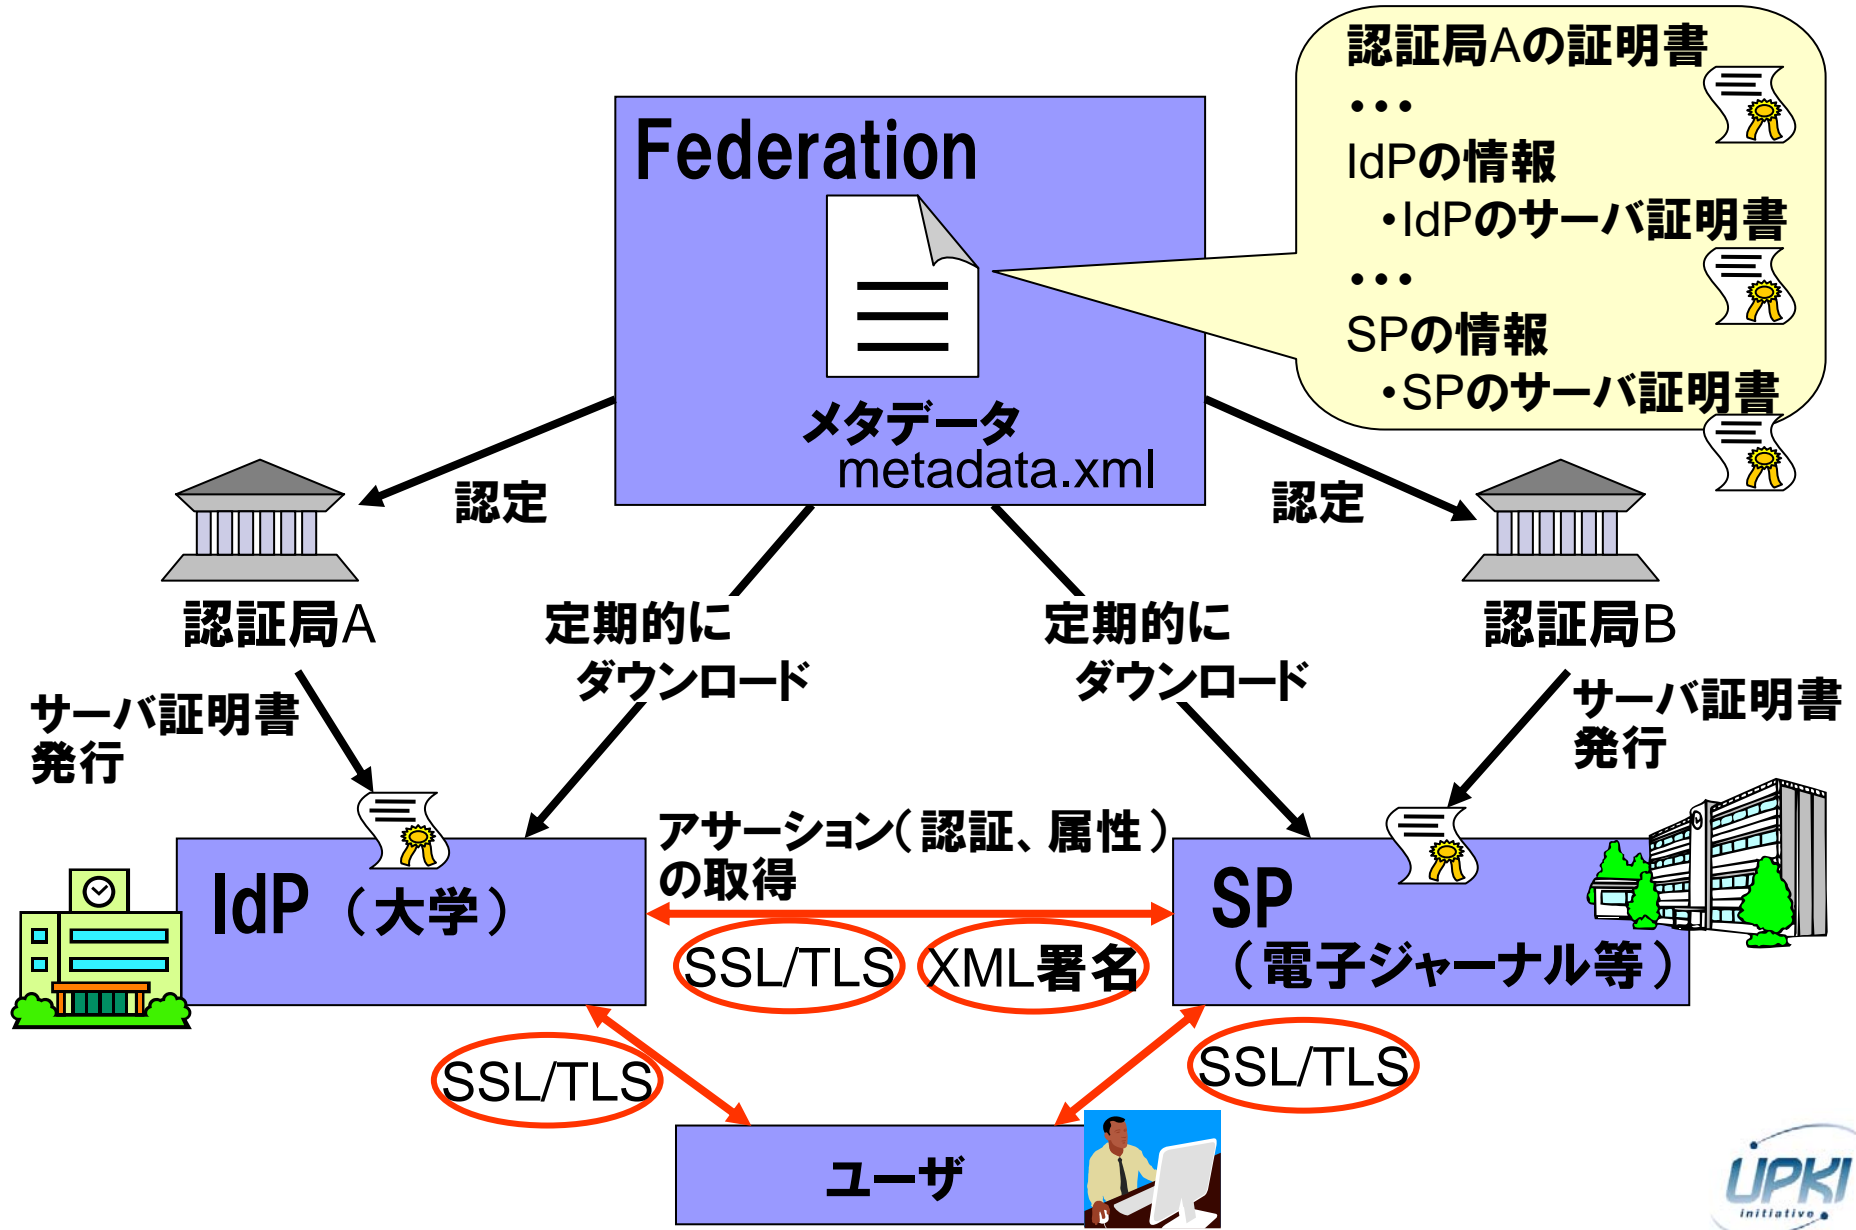 認証局Aの証明書
・・・
IdPの情報
・IdPのサーバ証明書
・・・
SPの情報
・SPのサーバ証明書
Federation
メタデータ
metadata.xml
認定
認定
認証局A
定期的に
ダウンロード
定期的に
ダウンロード
認証局B
サーバ証明書
発行
サーバ証明書
発行
アサーション(認証、属性)
の取得
IdP(大学)
SP
(電子ジャーナル等)
SSL/TLS
XML署名
SSL/TLS
SSL/TLS
ユーザ
UPKI
initiative